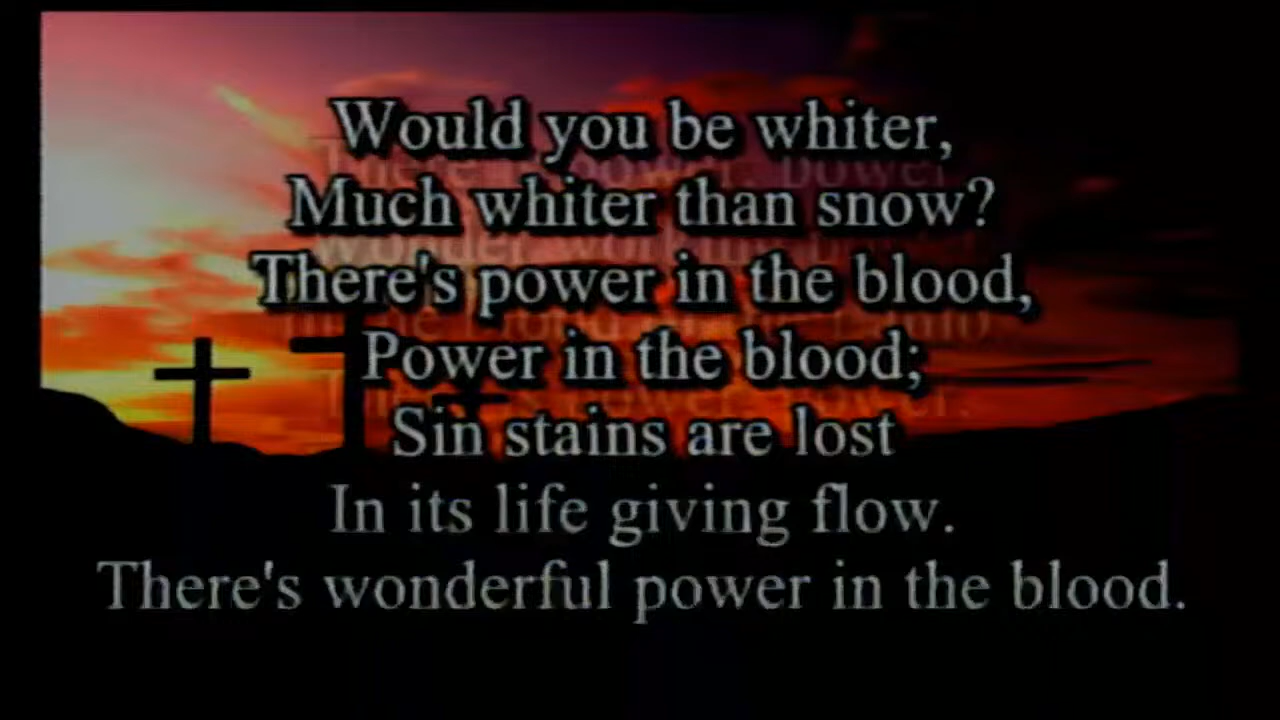 Would you be whiter,
Much whiter than snow?
There's power in the blood,
Power in the blood;
Sin stains are lost
In its life giving flow.
There's wonderful power in the blood.